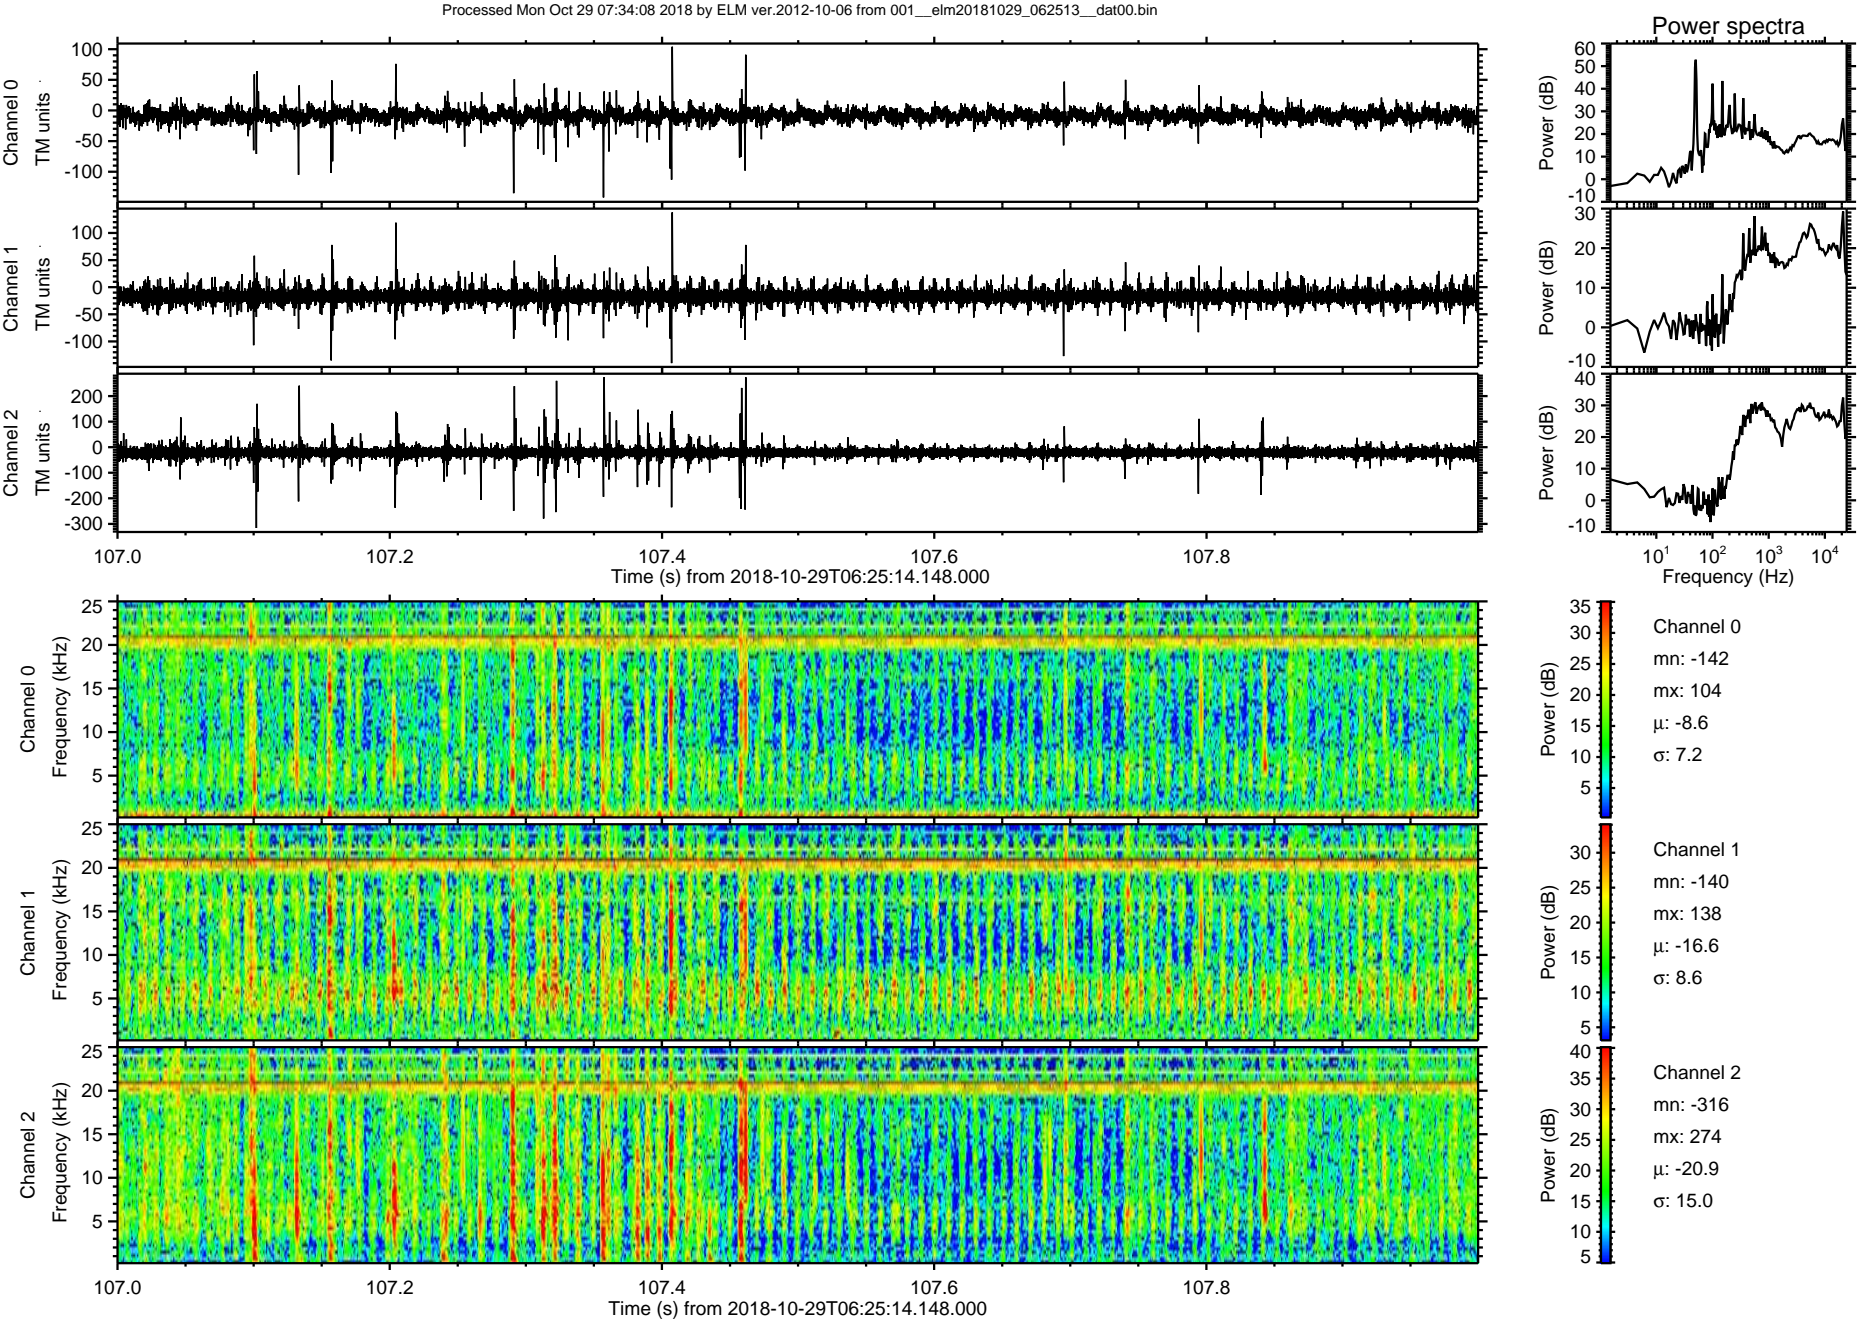 Processed Mon Oct 29 07:34:08 2018 by ELM ver.2012-10-06 from 001__elm20181029_062513__dat00.bin
Power spectra
Channel 0
TM units
100
50
0
-50
-100
Power (dB)
60
50
40
30
20
10
0
-10
Channel 1
TM units
100
50
0
-50
-100
Power (dB)
30
20
10
0
-10
Channel 2
TM units
200
100
0
-100
-200
-300
Power (dB)
40
30
20
10
0
-10
107.0 107.2 107.4 107.6 107.8
Time (s) from 2018-10-29T06:25:14.148.000
10¹ 10² 10³ 10⁴
Frequency (Hz)
Channel 0
Frequency (kHz)
25
20
15
10
5
Power (dB)
35
30
25
20
15
10
5
Channel 0
mn: -142
mx: 104
μ: -8.6
σ: 7.2
Channel 1
Frequency (kHz)
25
20
15
10
5
Power (dB)
30
25
20
15
10
5
Channel 1
mn: -140
mx: 138
μ: -16.6
σ: 8.6
Channel 2
Frequency (kHz)
25
20
15
10
5
Power (dB)
40
35
30
25
20
15
10
5
Channel 2
mn: -316
mx: 274
μ: -20.9
σ: 15.0
107.0 107.2 107.4 107.6 107.8
Time (s) from 2018-10-29T06:25:14.148.000